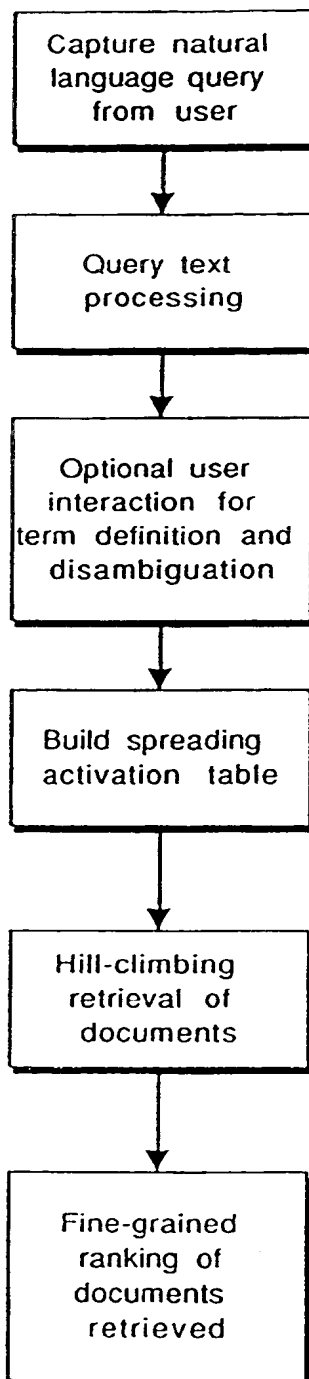 Capture natural
language query
from user
Query text
processing
Optional user
interaction for
term definition and
disambiguation
Build spreading
activation table
Hill-climbing
retrieval of
documents
Fine-grained
ranking of
documents
retrieved